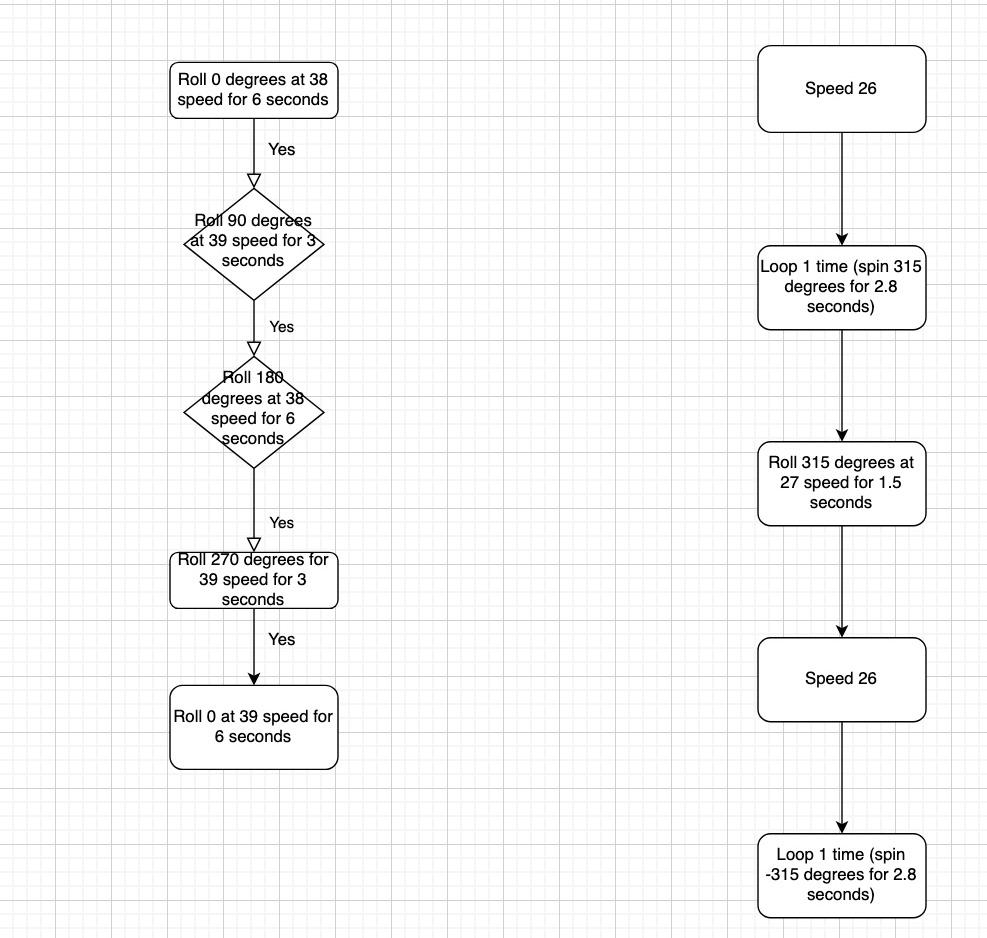 Roll 0 degrees at 38
speed for 6 seconds
Yes
Roll 90 degrees
at 39 speed for 3
seconds
Yes
Roll 180
degrees at 38
speed for 6
seconds
Yes
Roll 270 degrees for
39 speed for 3
seconds
Yes
Roll 0 at 39 speed for
6 seconds
Speed 26
Loop 1 time (spin 315
degrees for 2.8
seconds)
Roll 315 degrees at
27 speed for 1.5
seconds
Speed 26
Loop 1 time (spin
-315 degrees for 2.8
seconds)